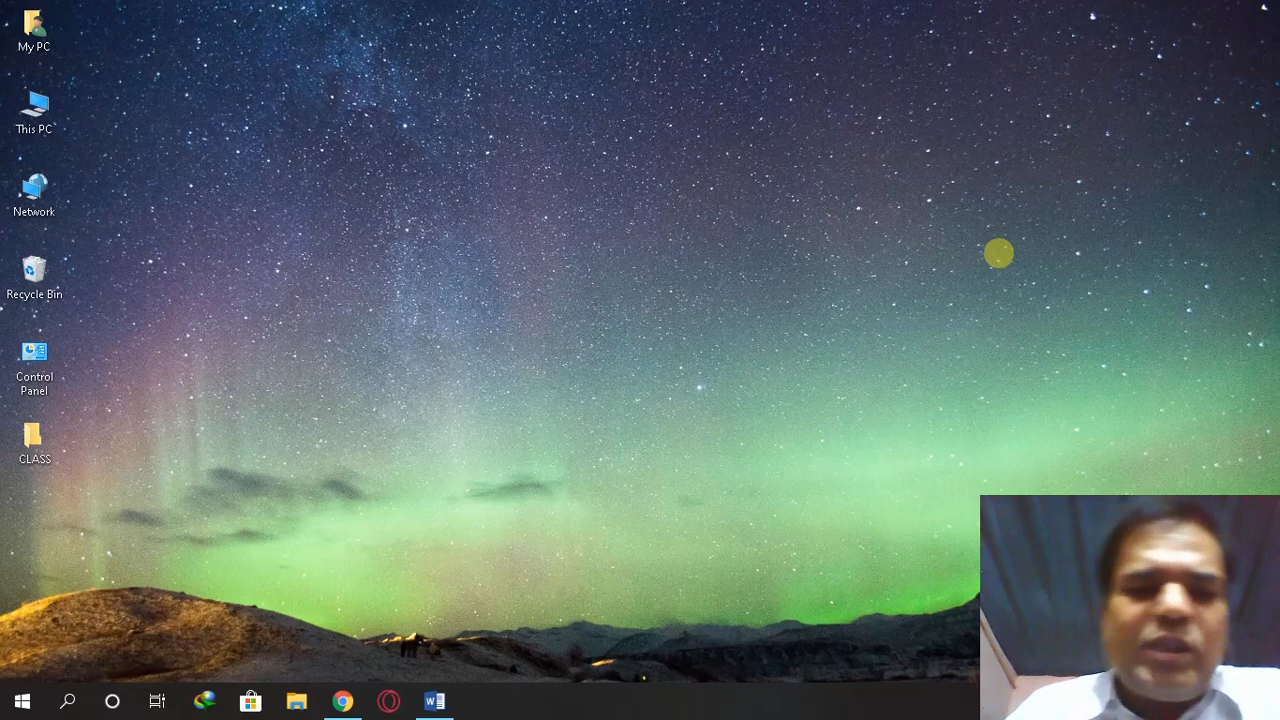 My PC
This PC
Network
Recycle Bin
Control
Panel
CLASS